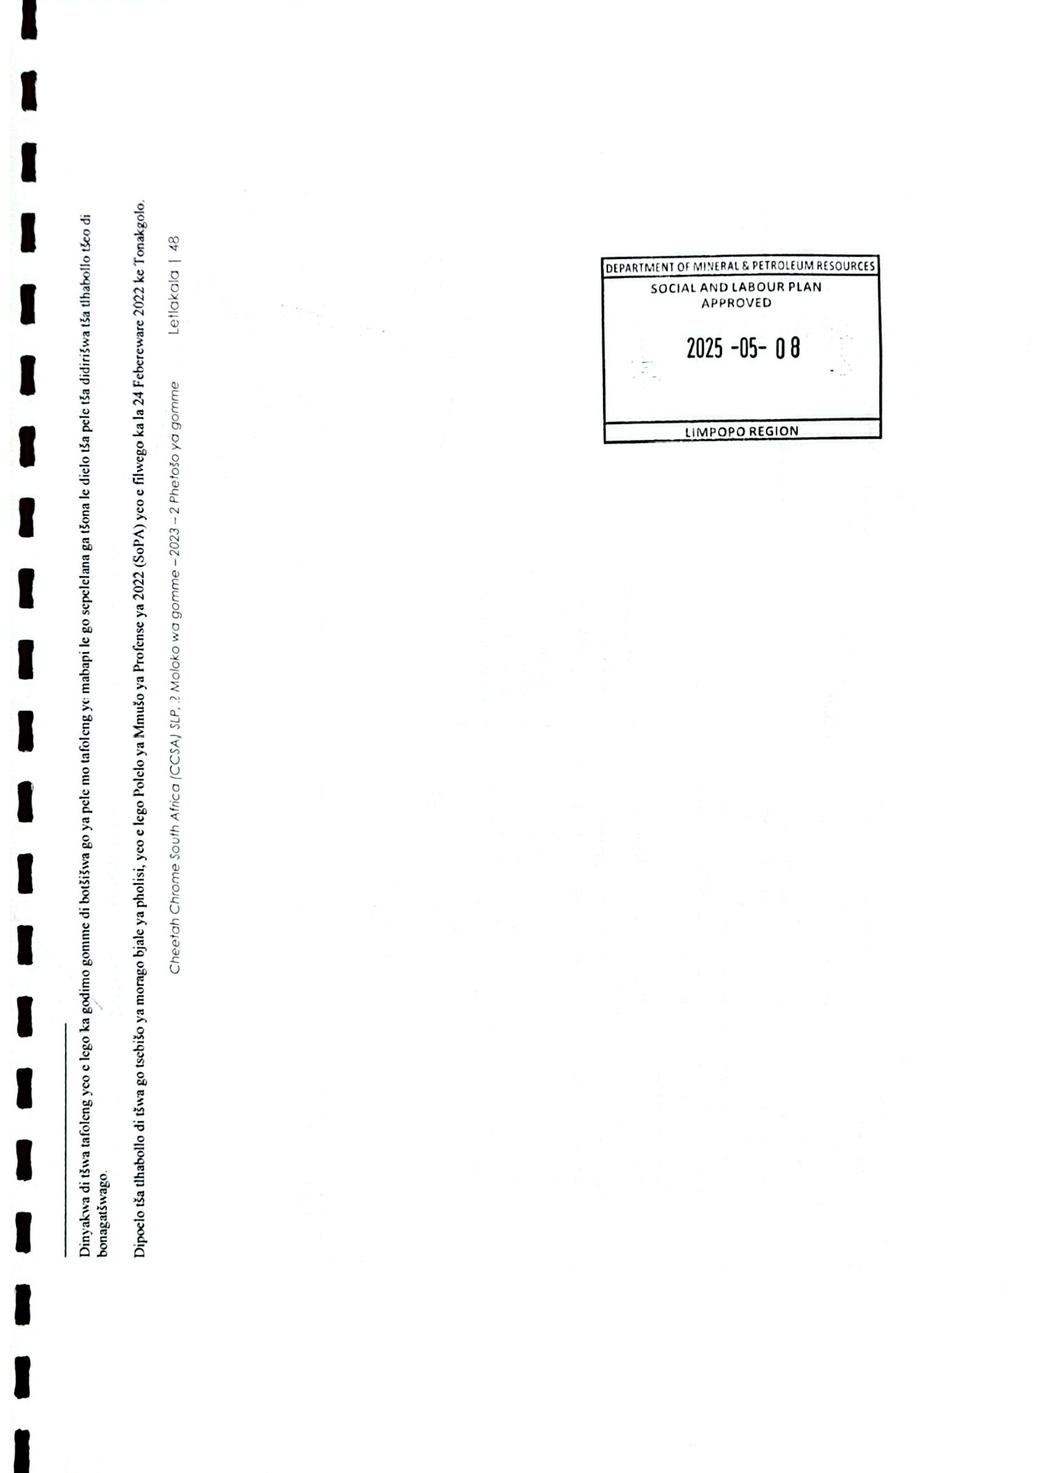 Dinyakwa di tšwa tafoleng yeo e lego ka godimo gomme di botšišwa go ya pele mo tafoleng ye mabapi le go sepelelana ga tšona le dielo tša pele tša didirišwa tša tlhabollo tšeo di
bonagatšwago.
Dipoelo tša tlhabollo di tšwa go tsebišo ya morago bjale ya pholisi, yeo e lego Polelo ya Mmušo ya Profense ya 2022 (SoPA) yeo e filwego ka la 24 Febereware 2022 ke Tonakgolo.
Cheetah Chrome South Africa (CCSA) SLP, 2 Moloko wa gomme – 2023 – 2 Phetošo ya gomme Letlakala | 48
DEPARTMENT OF MINERAL & PETROLEUM RESOURCES
SOCIAL AND LABOUR PLAN
APPROVED
2025 -05- 08
LIMPOPO REGION